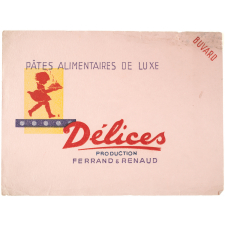 PÂTES ALIMENTAIRES DE LUXE
BUVARD
Délices
PRODUCTION
FERRAND & RENAUD